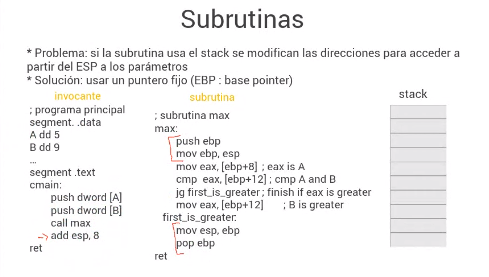 Subrutinas
* Problema: si la subrutina usa el stack se modifican las direcciones para acceder a
partir del ESP a los parámetros
* Solución: usar un puntero fijo (EBP : base pointer)
invocante
; programa principal
segment. .data
A dd 5
B dd 9
...
segment .text
cmain:
push dword [A]
push dword [B]
call max
add esp, 8
ret
subrutina
; subrutina max
max:
push ebp
mov ebp, esp
mov eax, [ebp+8] ; eax is A
cmp eax, [ebp+12] ; cmp A and B
jg first_is_greater ; finish if eax is greater
mov eax, [ebp+12] ; B is greater
first_is_greater:
mov esp, ebp
pop ebp
ret
stack